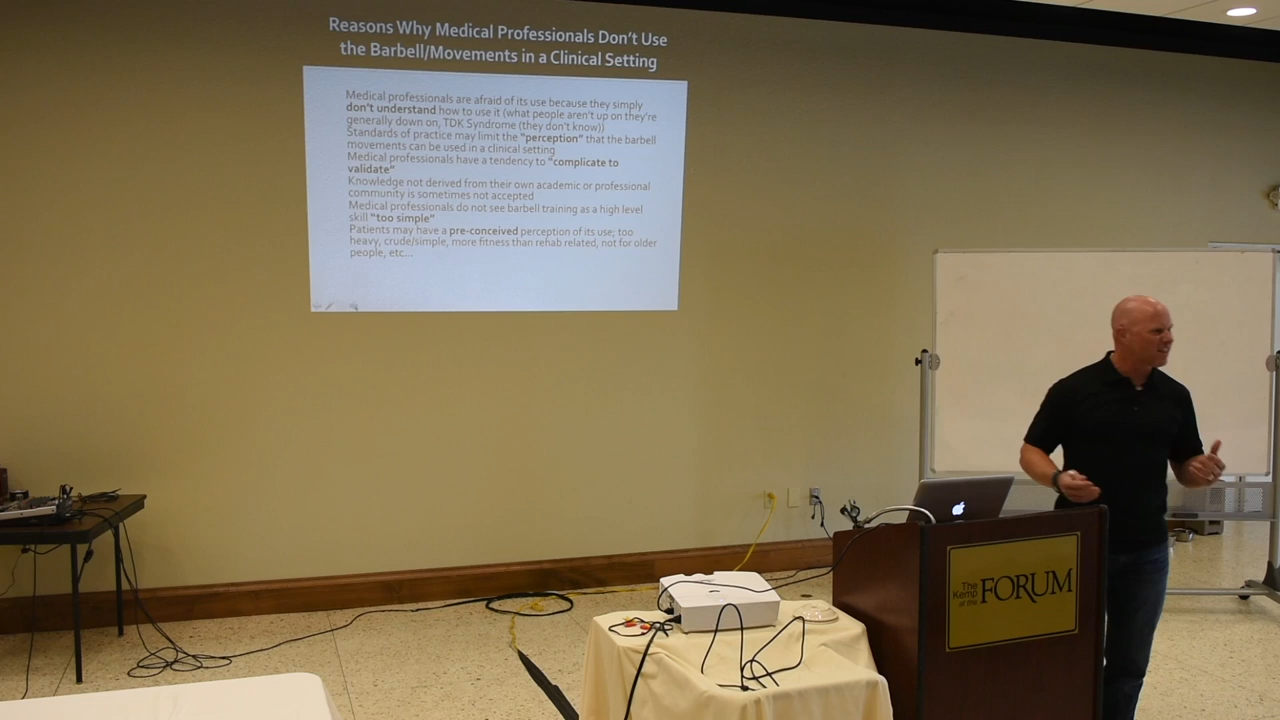 Reasons Why Medical Professionals Don't Use
the Barbell/Movements in a Clinical Setting
Medical professionals are afraid of its use because they simply
don't understand how to use it (what people aren't up on they're
generally down on, TDK Syndrome (they don't know))
Standards of practice may limit the "perception" that the barbell
movements can be used in a clinical setting
Medical professionals have a tendency to "complicate to
validate"
Knowledge not derived from their own academic or professional
community is sometimes not accepted
Medical professionals do not see barbell training as a high level
skill "too simple"
Patients may have a pre-conceived perception of its use; too
heavy, crude/simple, more fitness than rehab related, not for older
people, etc...
The
Kemp
at the
FORUM